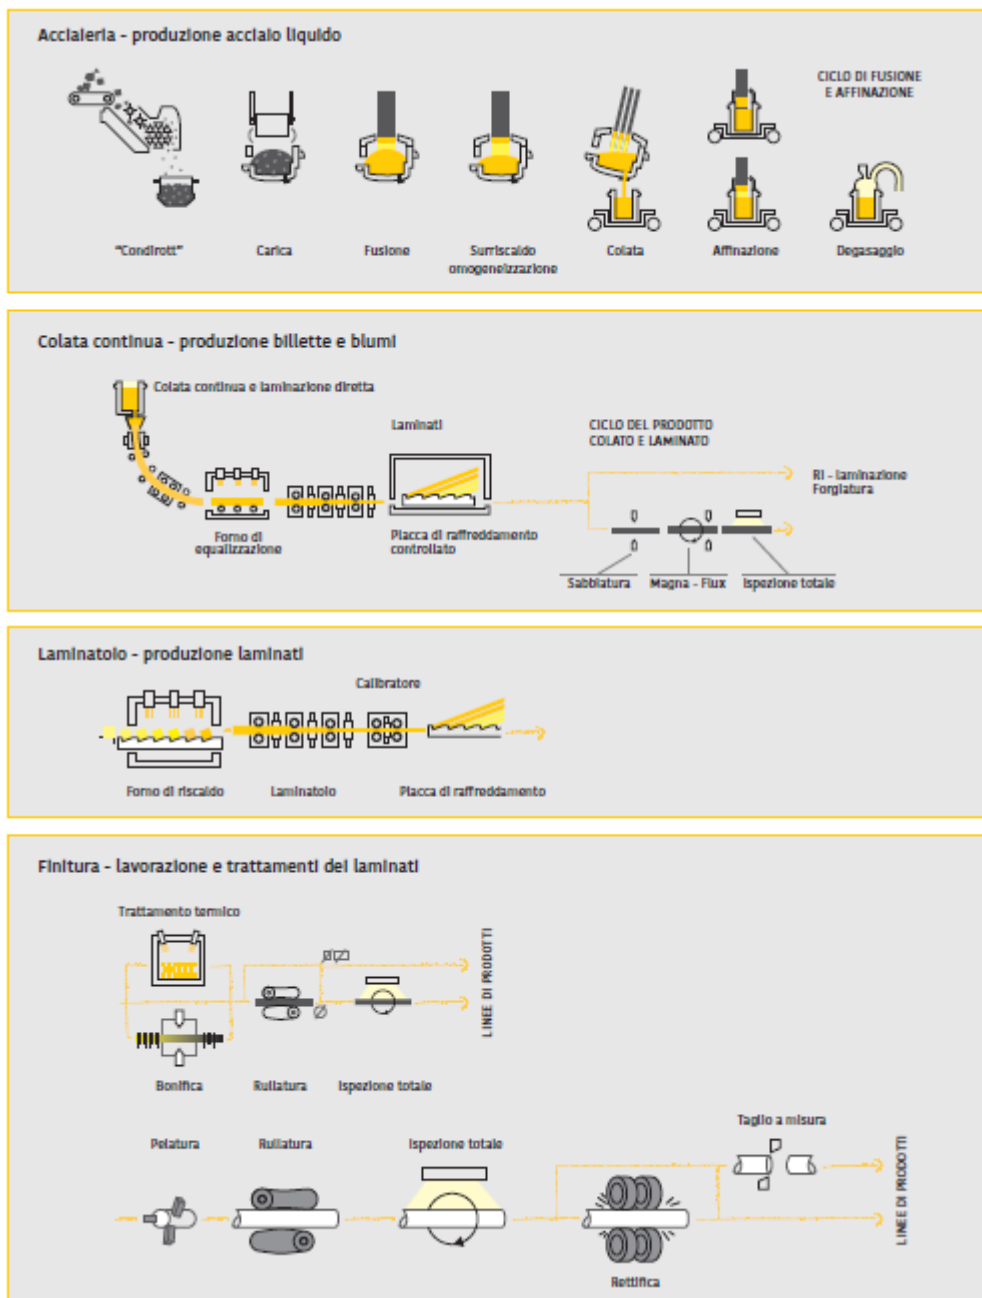 Acciaieria - produzione acciaio liquido
CICLO DI FUSIONE
E AFFINAZIONE
"Condirott"
Carica
Fusione
Surriscaldo
omogeneizzazione
Colata
Affinazione
Degasaggio
Colata continua - produzione billette e blumi
Colata continua e laminazione diretta
Laminati
CICLO DEL PRODOTTO
COLATO E LAMINATO
RI - laminazione
Forgiatura
Forno di
equalizzazione
Placca di raffreddamento
controllato
Sabbiatura
Magna - Flux
Ispezione totale
Laminatoio - produzione laminati
Calibratore
Forno di riscaldo
Laminatoio
Placca di raffreddamento
Finitura - lavorazione e trattamenti dei laminati
Trattamento termico
LINEE DI PRODOTTI
Bonifica
Rullatura
Ispezione totale
Pelatura
Rullatura
Ispezione totale
Taglio a misura
LINEE DI PRODOTTI
Rettifica